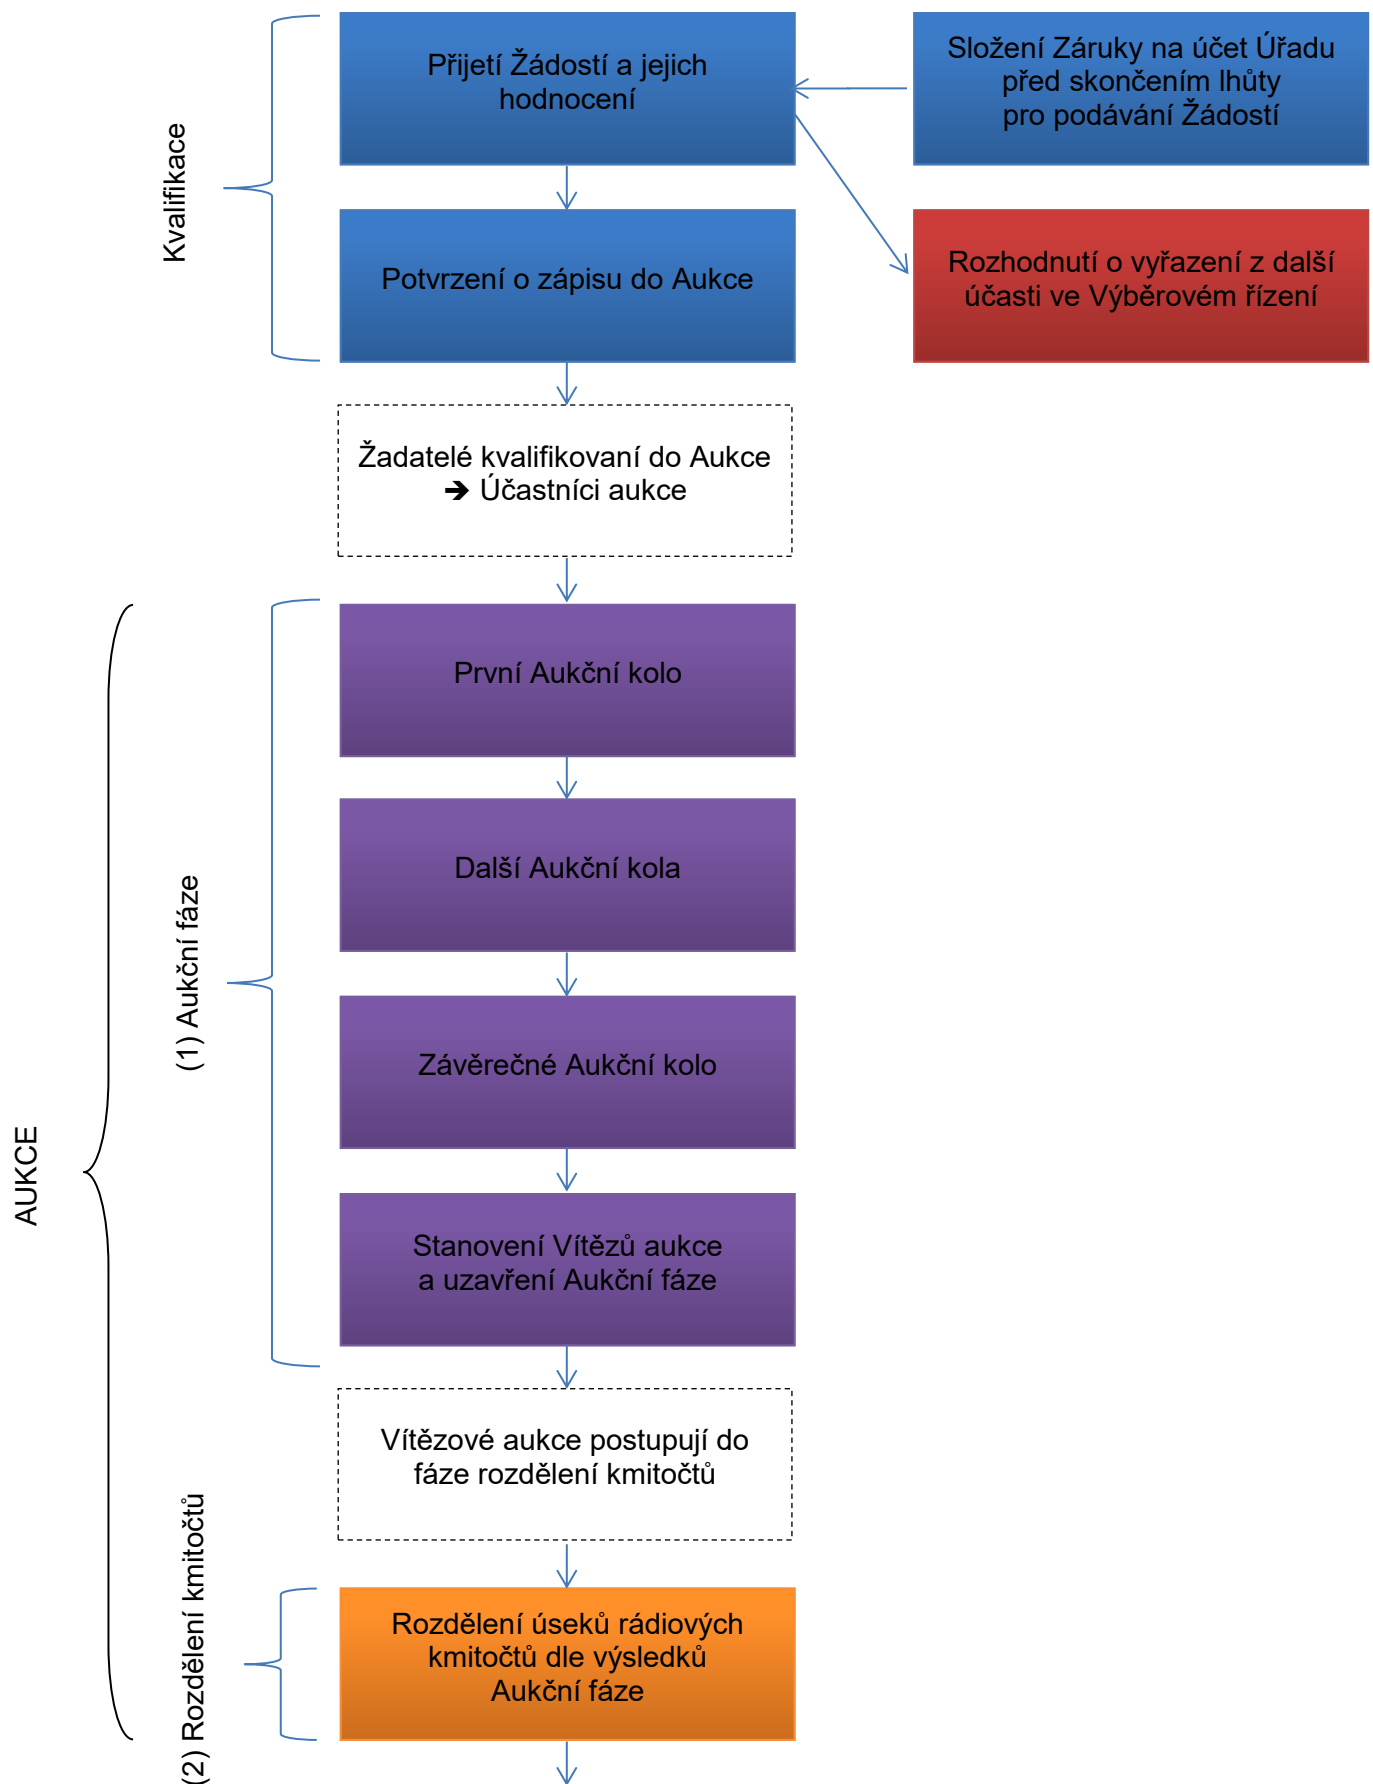 Kvalifikace
Přijetí Žádostí a jejich
hodnocení
Složení Záruky na účet Úřadu
před skončením lhůty
pro podávání Žádostí
Potvrzení o zápisu do Aukce
Rozhodnutí o vyřazení z další
účasti ve Výběrovém řízení
Žadatelé kvalifikovaní do Aukce
➔ Účastníci aukce
AUKCE
(1) Aukční fáze
První Aukční kolo
Další Aukční kola
Závěrečné Aukční kolo
Stanovení Vítězů aukce
a uzavření Aukční fáze
Vítězové aukce postupují do
fáze rozdělení kmitočtů
(2) Rozdělení kmitočtů
Rozdělení úseků rádiových
kmitočtů dle výsledků
Aukční fáze